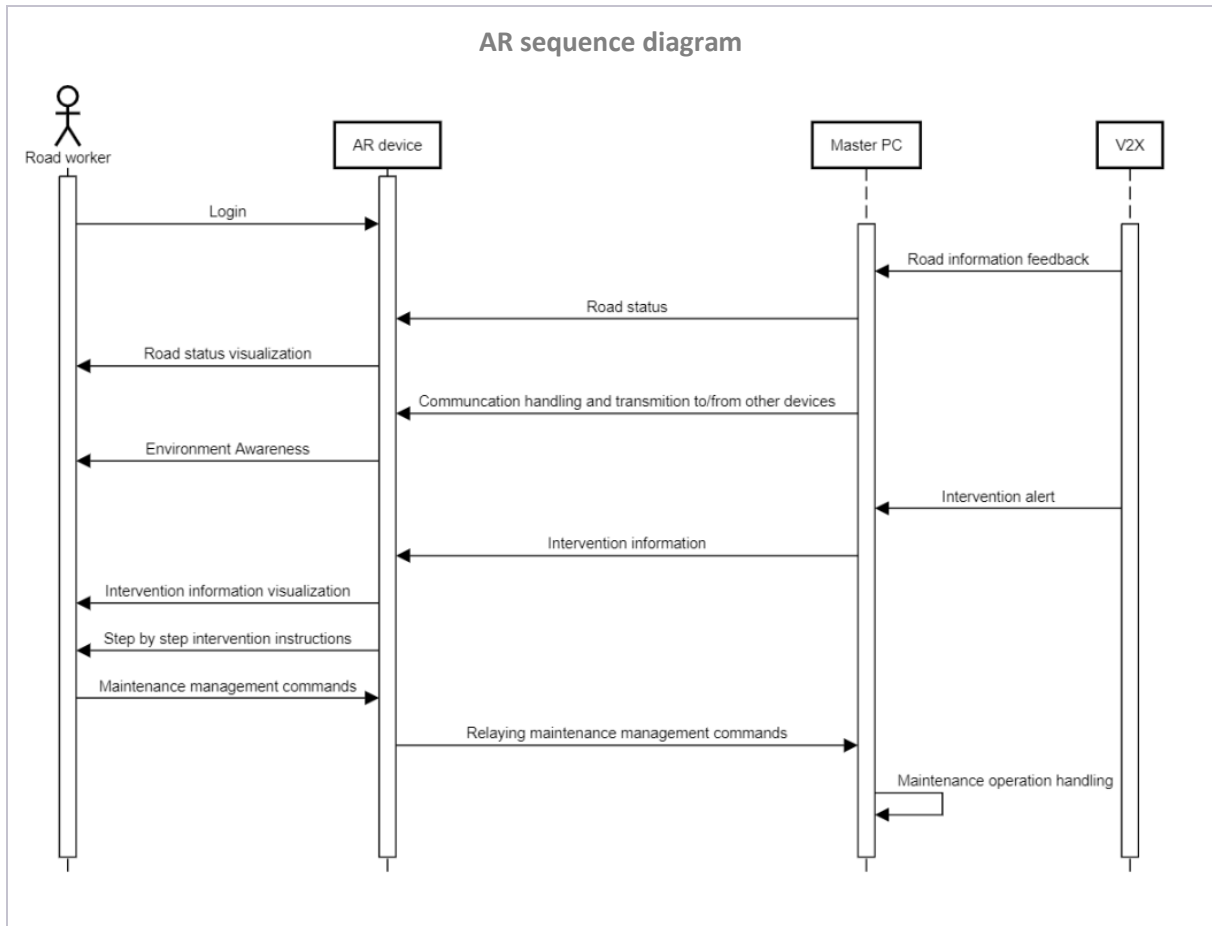 AR sequence diagram
Road worker
AR device
Master PC
V2X
Login
Road information feedback
Road status
Road status visualization
Communcation handling and transmition to/from other devices
Environment Awareness
Intervention alert
Intervention information
Intervention information visualization
Step by step intervention instructions
Maintenance management commands
Relaying maintenance management commands
Maintenance operation handling